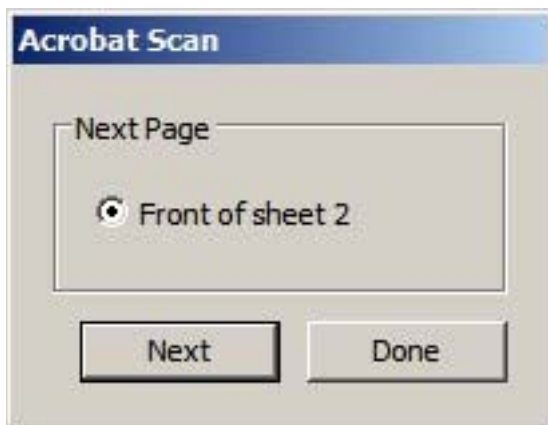 Acrobat Scan
Next Page
Front of sheet 2
Next
Done